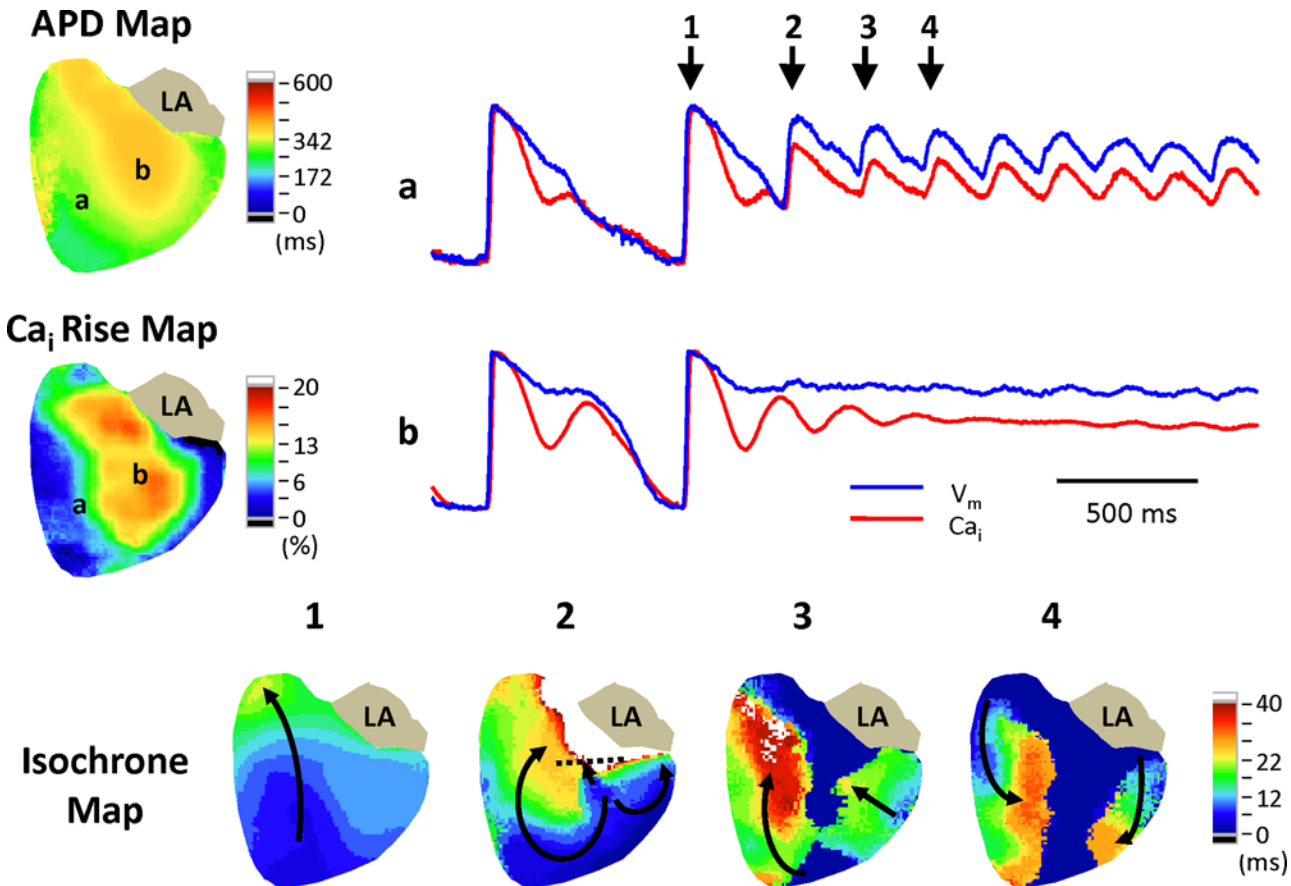 APD Map
1 2 3 4
600
LA
342
b
a
172
0
(ms)
a
Ca<sub>i</sub> Rise Map
20
LA
13
b
a
6
0
(%)
b
V<sub>m</sub>
Ca<sub>i</sub>
500 ms
1 2 3 4
Isochrone
Map
LA LA LA LA
40
22
12
0
(ms)